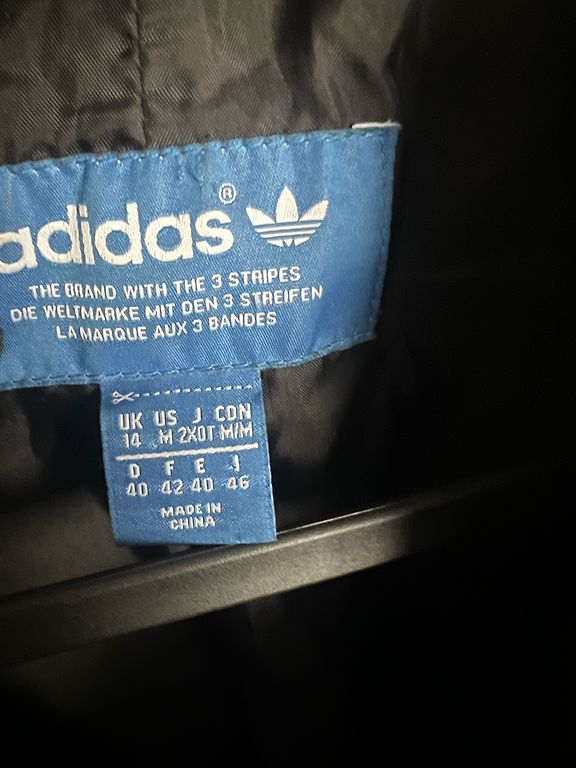 adidas®
THE BRAND WITH THE 3 STRIPES
DIE WELTMARKE MIT DEN 3 STREIFEN
LA MARQUE AUX 3 BANDES
UK US J CDN
14 M 2XOT M/M
D F E I
40 42 40 46
MADE IN
CHINA